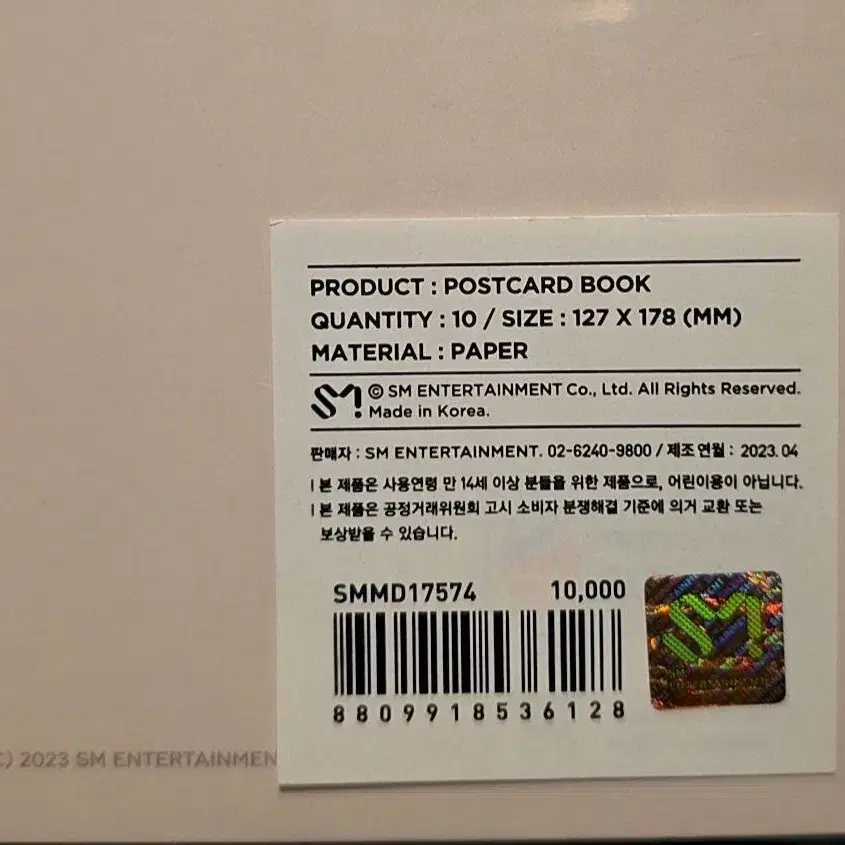 PRODUCT : POSTCARD BOOK
QUANTITY : 10 / SIZE : 127 X 178 (MM)
MATERIAL : PAPER
SM! © SM ENTERTAINMENT Co., Ltd. All Rights Reserved.
Made in Korea.
판매자 : SM ENTERTAINMENT. 02-6240-9800 / 제조연월 : 2023. 04
I 본 제품은 사용연령 만 14세 이상 분들을 위한 제품으로, 어린이용이 아닙니다.
I 본 제품은 공정거래위원회 고시 소비자 분쟁해결 기준에 의거 교환 또는
보상받을 수 있습니다.
SMMD17574 10,000
8809918536128
SM
SM
ENTERTAINMENT
C) 2023 SM ENTERTAINMEN